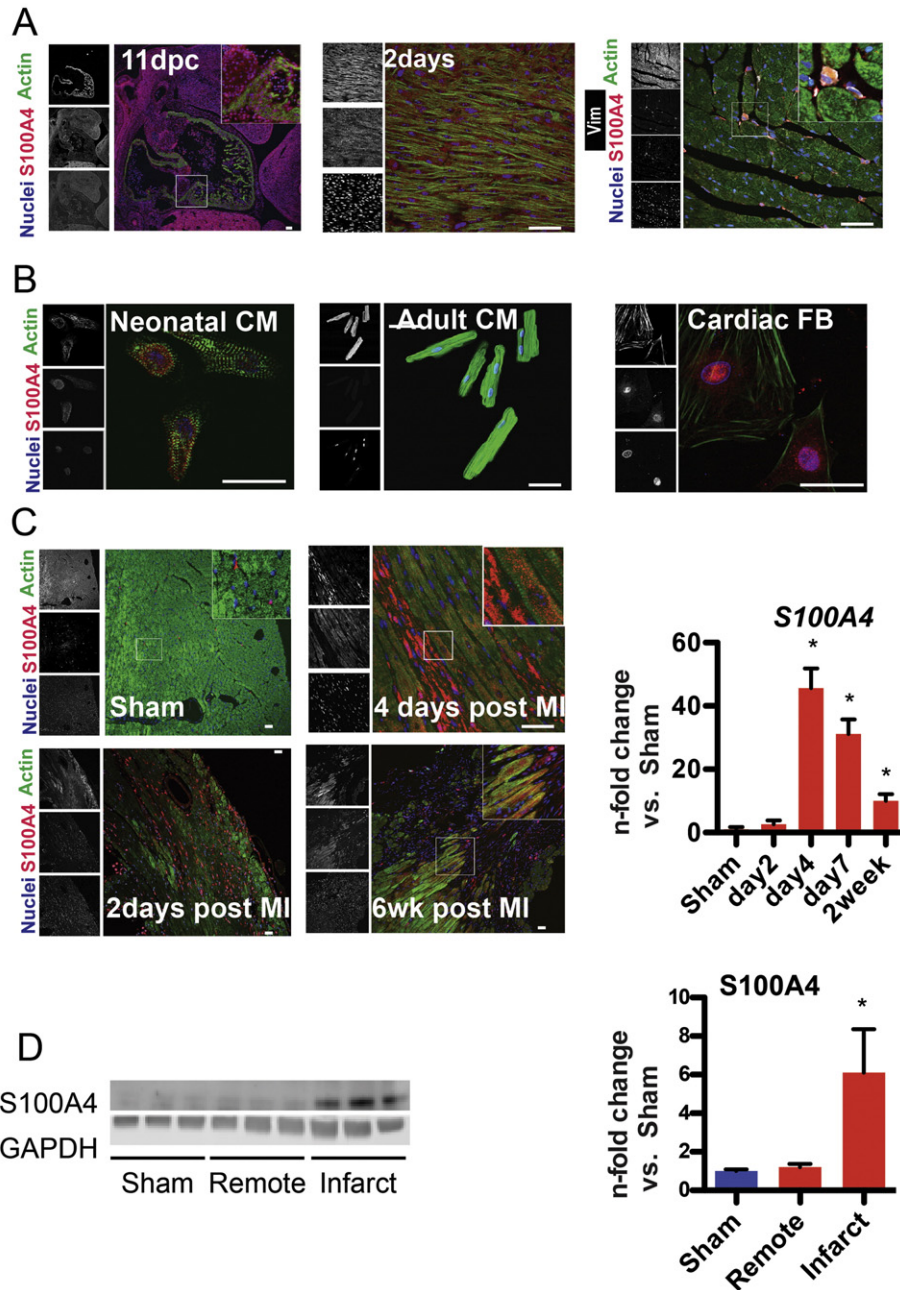 A
Nuclei S100A4 Actin
11dpc
2days
Vim
Nuclei S100A4 Actin
B
Nuclei S100A4 Actin
Neonatal CM
Adult CM
Cardiac FB
C
Nuclei S100A4 Actin
Sham
4 days post MI
Nuclei S100A4 Actin
2days post MI
6wk post MI
S100A4
n-fold change
vs. Sham
60
40
20
0
*
*
*
Sham
day2
day4
day7
2week
D
S100A4
GAPDH
Sham Remote Infarct
S100A4
n-fold change
vs. Sham
10
8
6
4
2
0
*
Sham
Remote
Infarct